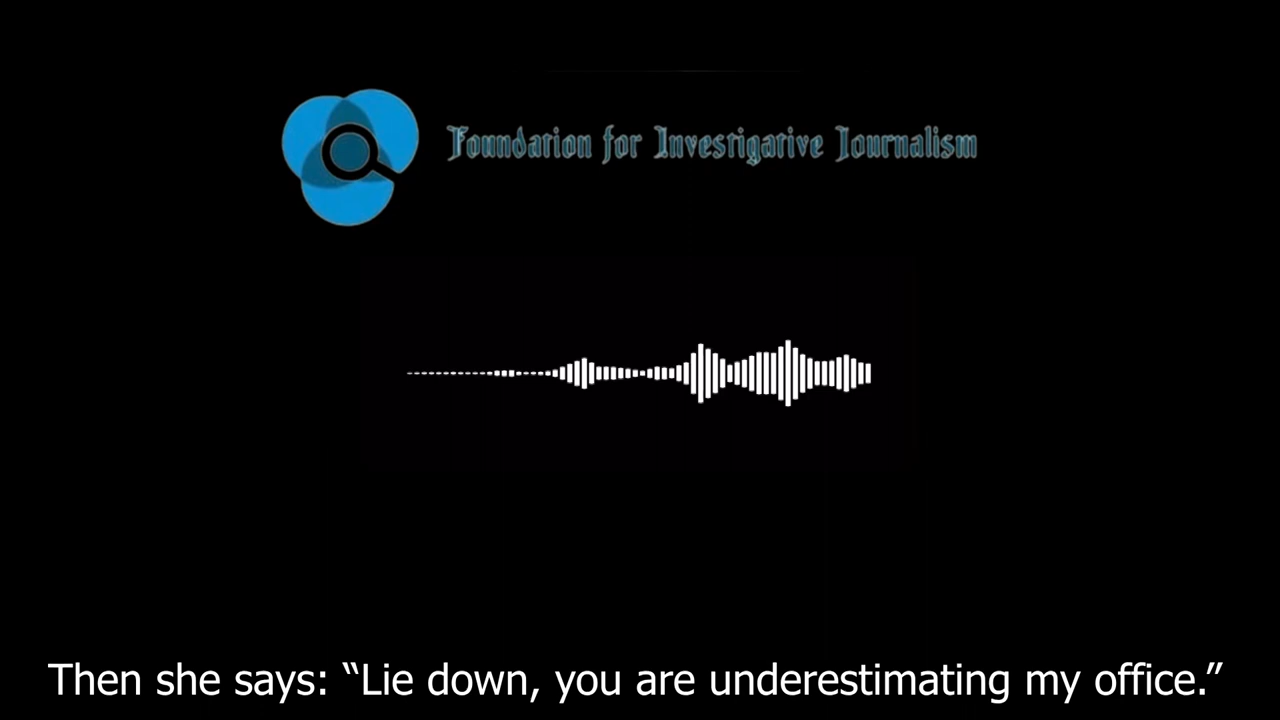 Foundation for Investigative Journalism
Then she says: “Lie down, you are underestimating my office.”